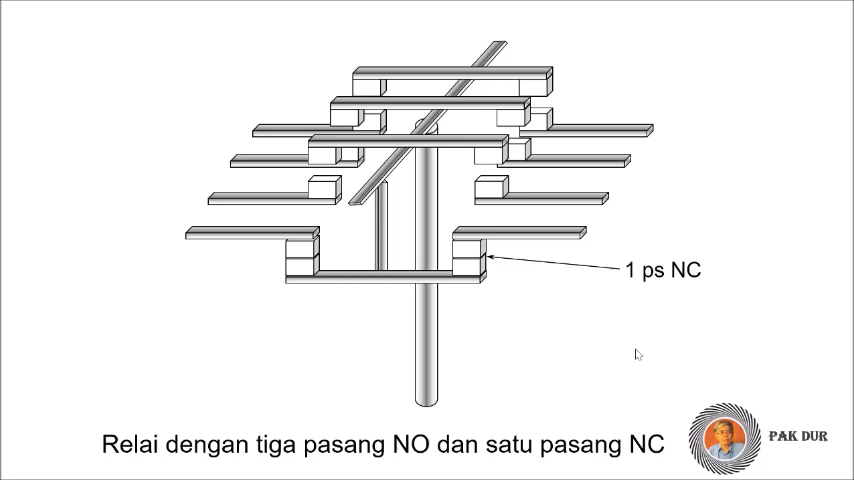 1 ps NC
Relai dengan tiga pasang NO dan satu pasang NC
PAK DUR